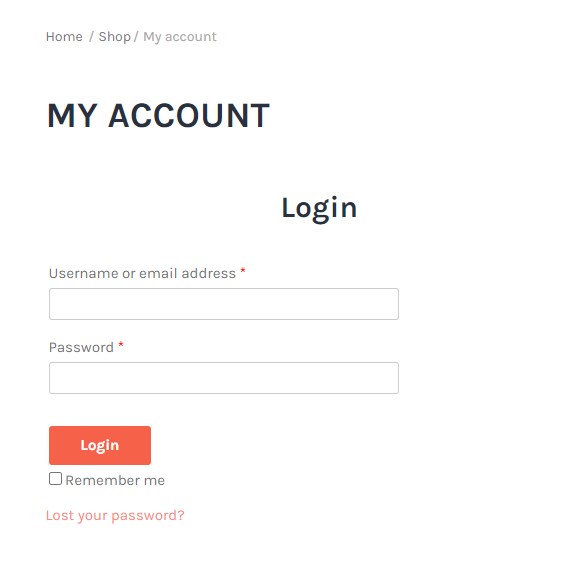 Home / Shop / My account
MY ACCOUNT
Login
Username or email address *
Password *
Login
Remember me
Lost your password?